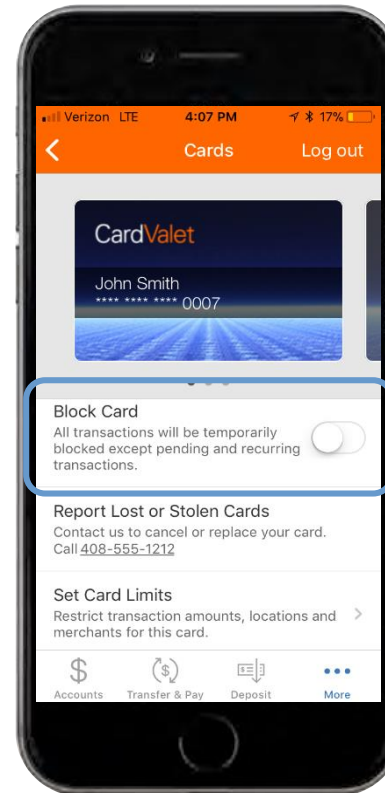 Verizon LTE 4:07 PM 17%
Cards Log out
CardValet
John Smith
**** **** **** 0007
Block Card
All transactions will be temporarily
blocked except pending and recurring
transactions.
Report Lost or Stolen Cards
Contact us to cancel or replace your card.
Call 408-555-1212
Set Card Limits
Restrict transaction amounts, locations and
merchants for this card.
Accounts Transfer & Pay Deposit More